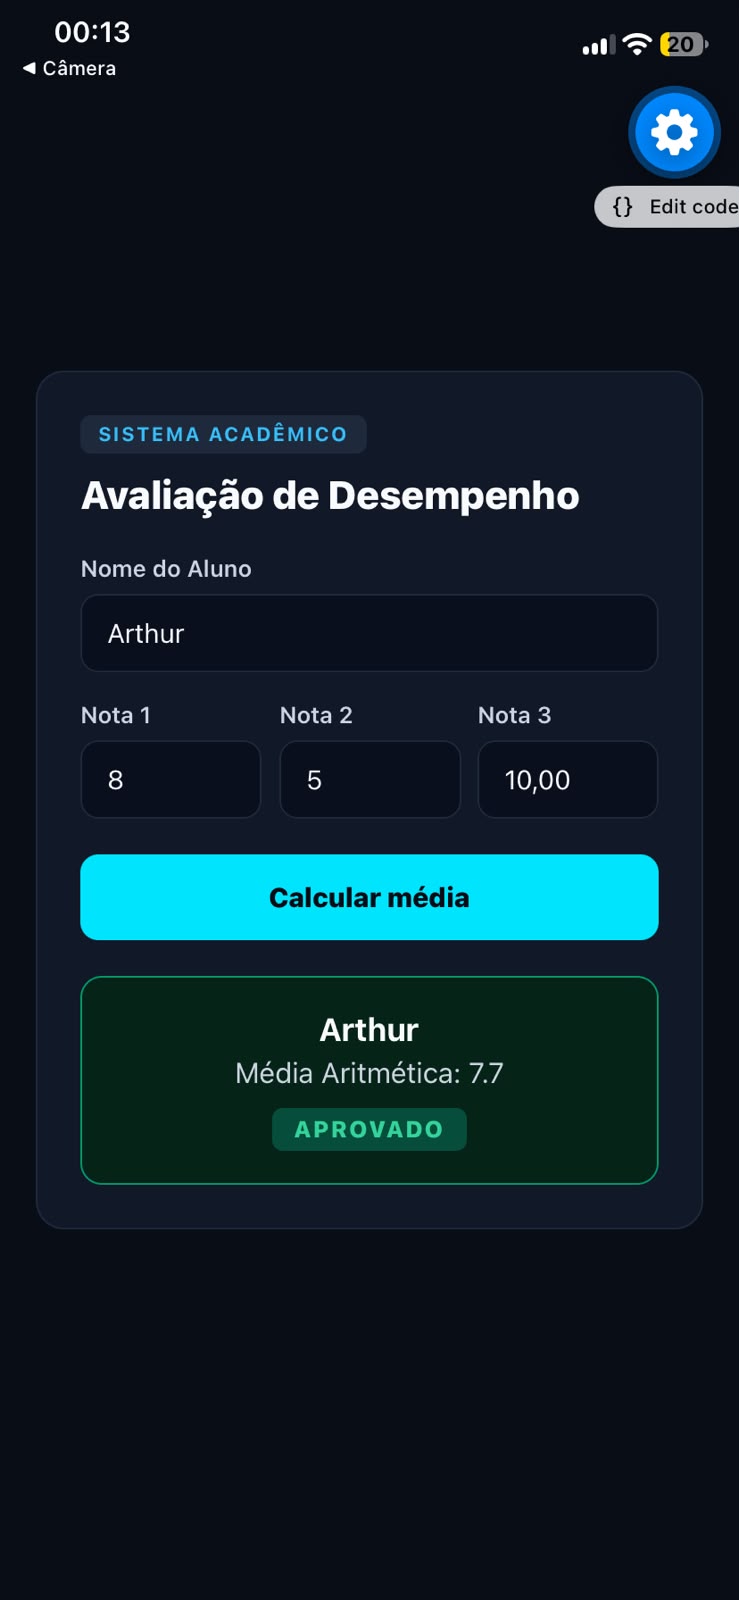 00:13
20
◀ Câmera
{} Edit code
SISTEMA ACADÊMICO
Avaliação de Desempenho
Nome do Aluno
Arthur
Nota 1 Nota 2 Nota 3
8 5 10,00
Calcular média
Arthur
Média Aritmética: 7.7
APROVADO